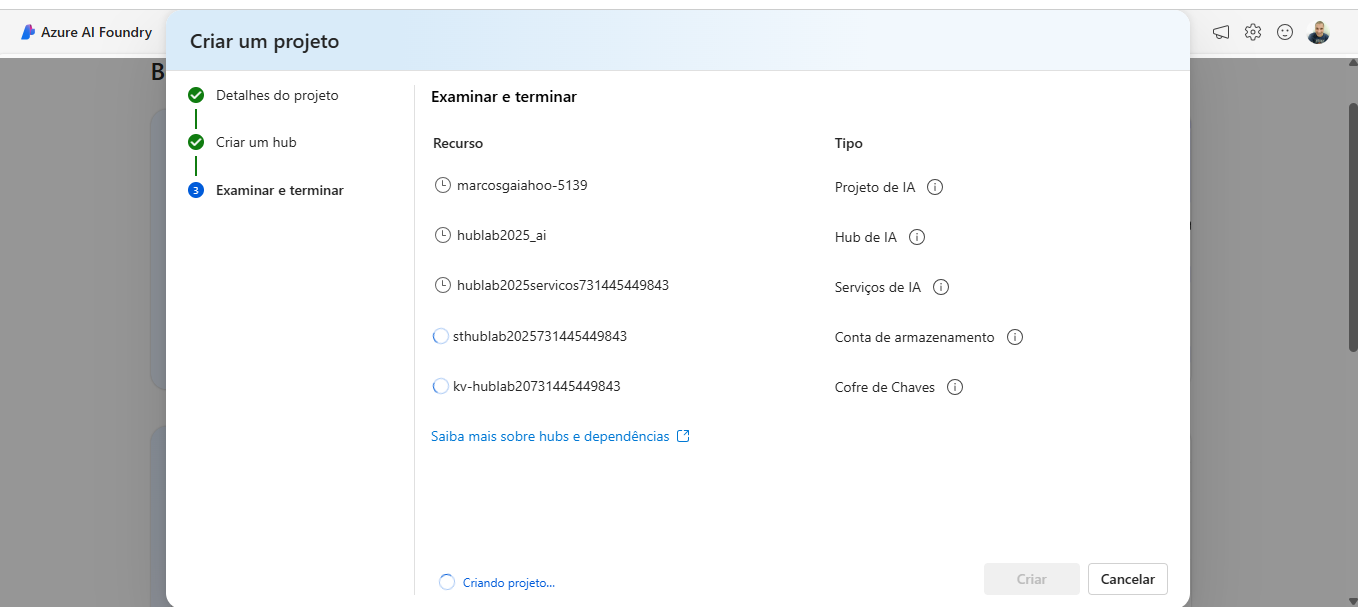 Azure AI Foundry
Criar um projeto
B
Detalhes do projeto
Criar um hub
3 Examinar e terminar
Examinar e terminar
Recurso Tipo
marcosgaiahoo-5139 Projeto de IA
hublab2025_ai Hub de IA
hublab2025servicos731445449843 Serviços de IA
sthublab2025731445449843 Conta de armazenamento
kv-hublab20731445449843 Cofre de Chaves
Saiba mais sobre hubs e dependências
Criando projeto...
Criar Cancelar